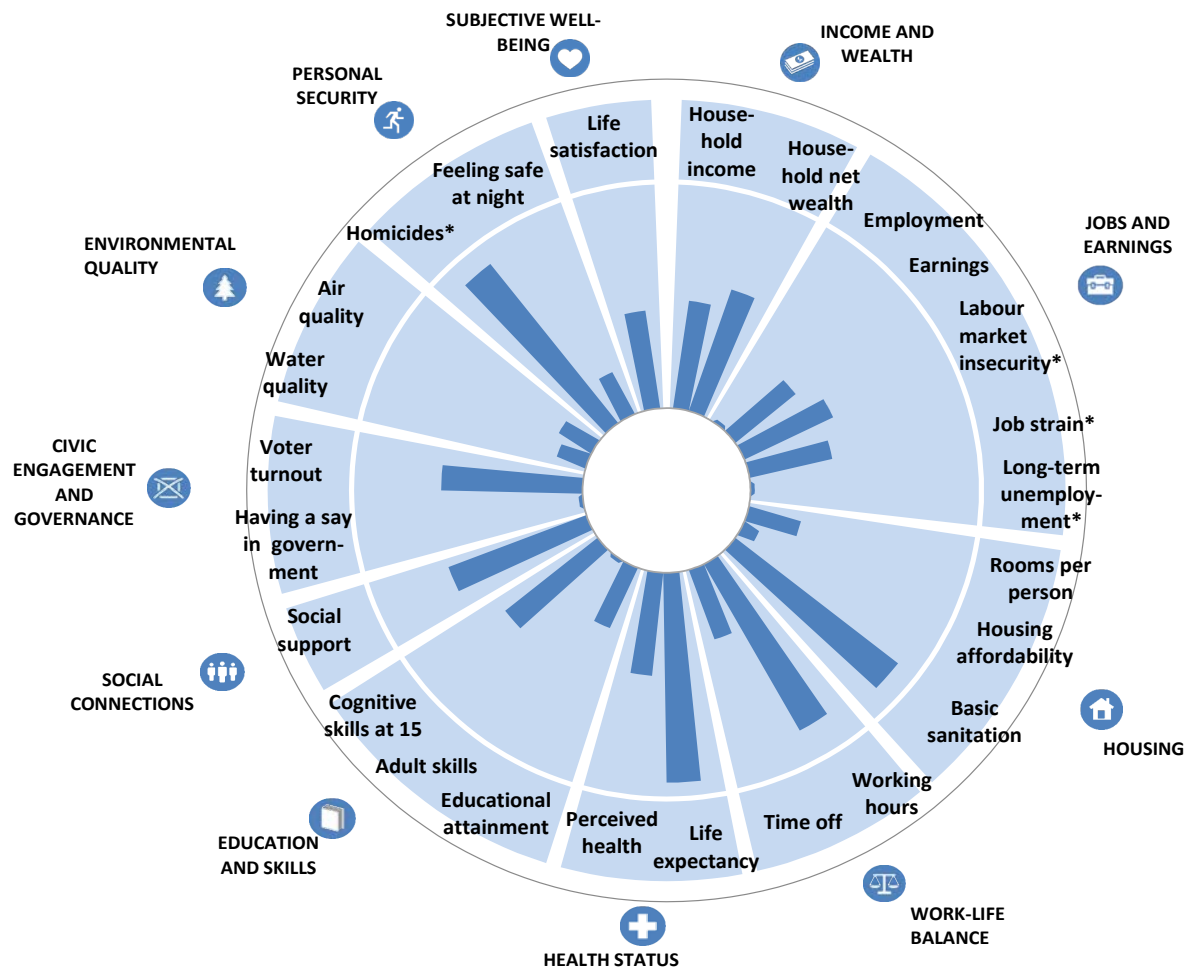 SUBJECTIVE WELL-
BEING
INCOME AND
WEALTH
PERSONAL
SECURITY
JOBS AND
EARNINGS
ENVIRONMENTAL
QUALITY
CIVIC
ENGAGEMENT
AND
GOVERNANCE
SOCIAL
CONNECTIONS
EDUCATION
AND SKILLS
HEALTH STATUS
WORK-LIFE
BALANCE
HOUSING
Life
satisfaction
House-
hold
income
House-
hold net
wealth
Employment
Earnings
Labour
market
insecurity*
Job strain*
Long-term
unemploy-
ment*
Rooms per
person
Housing
affordability
Basic
sanitation
Working
hours
Time off
Life
expectancy
Perceived
health
Educational
attainment
Adult skills
Cognitive
skills at 15
Social
support
Having a say
in  govern-
ment
Voter
turnout
Water
quality
Air
quality
Homicides*
Feeling safe
at night